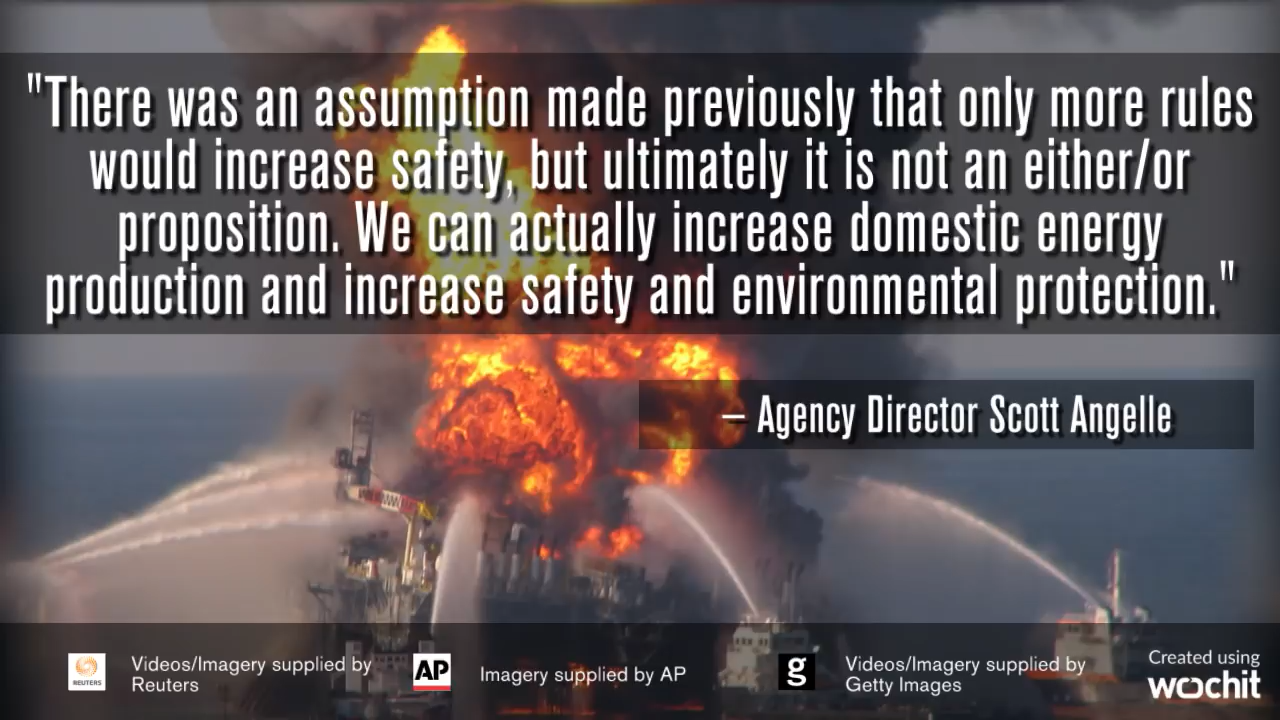 "There was an assumption made previously that only more rules
would increase safety, but ultimately it is not an either/or
proposition. We can actually increase domestic energy
production and increase safety and environmental protection."
– Agency Director Scott Angelle
REUTERS
Videos/Imagery supplied by
Reuters
AP
Imagery supplied by AP
g
Videos/Imagery supplied by
Getty Images
Created using
wochit